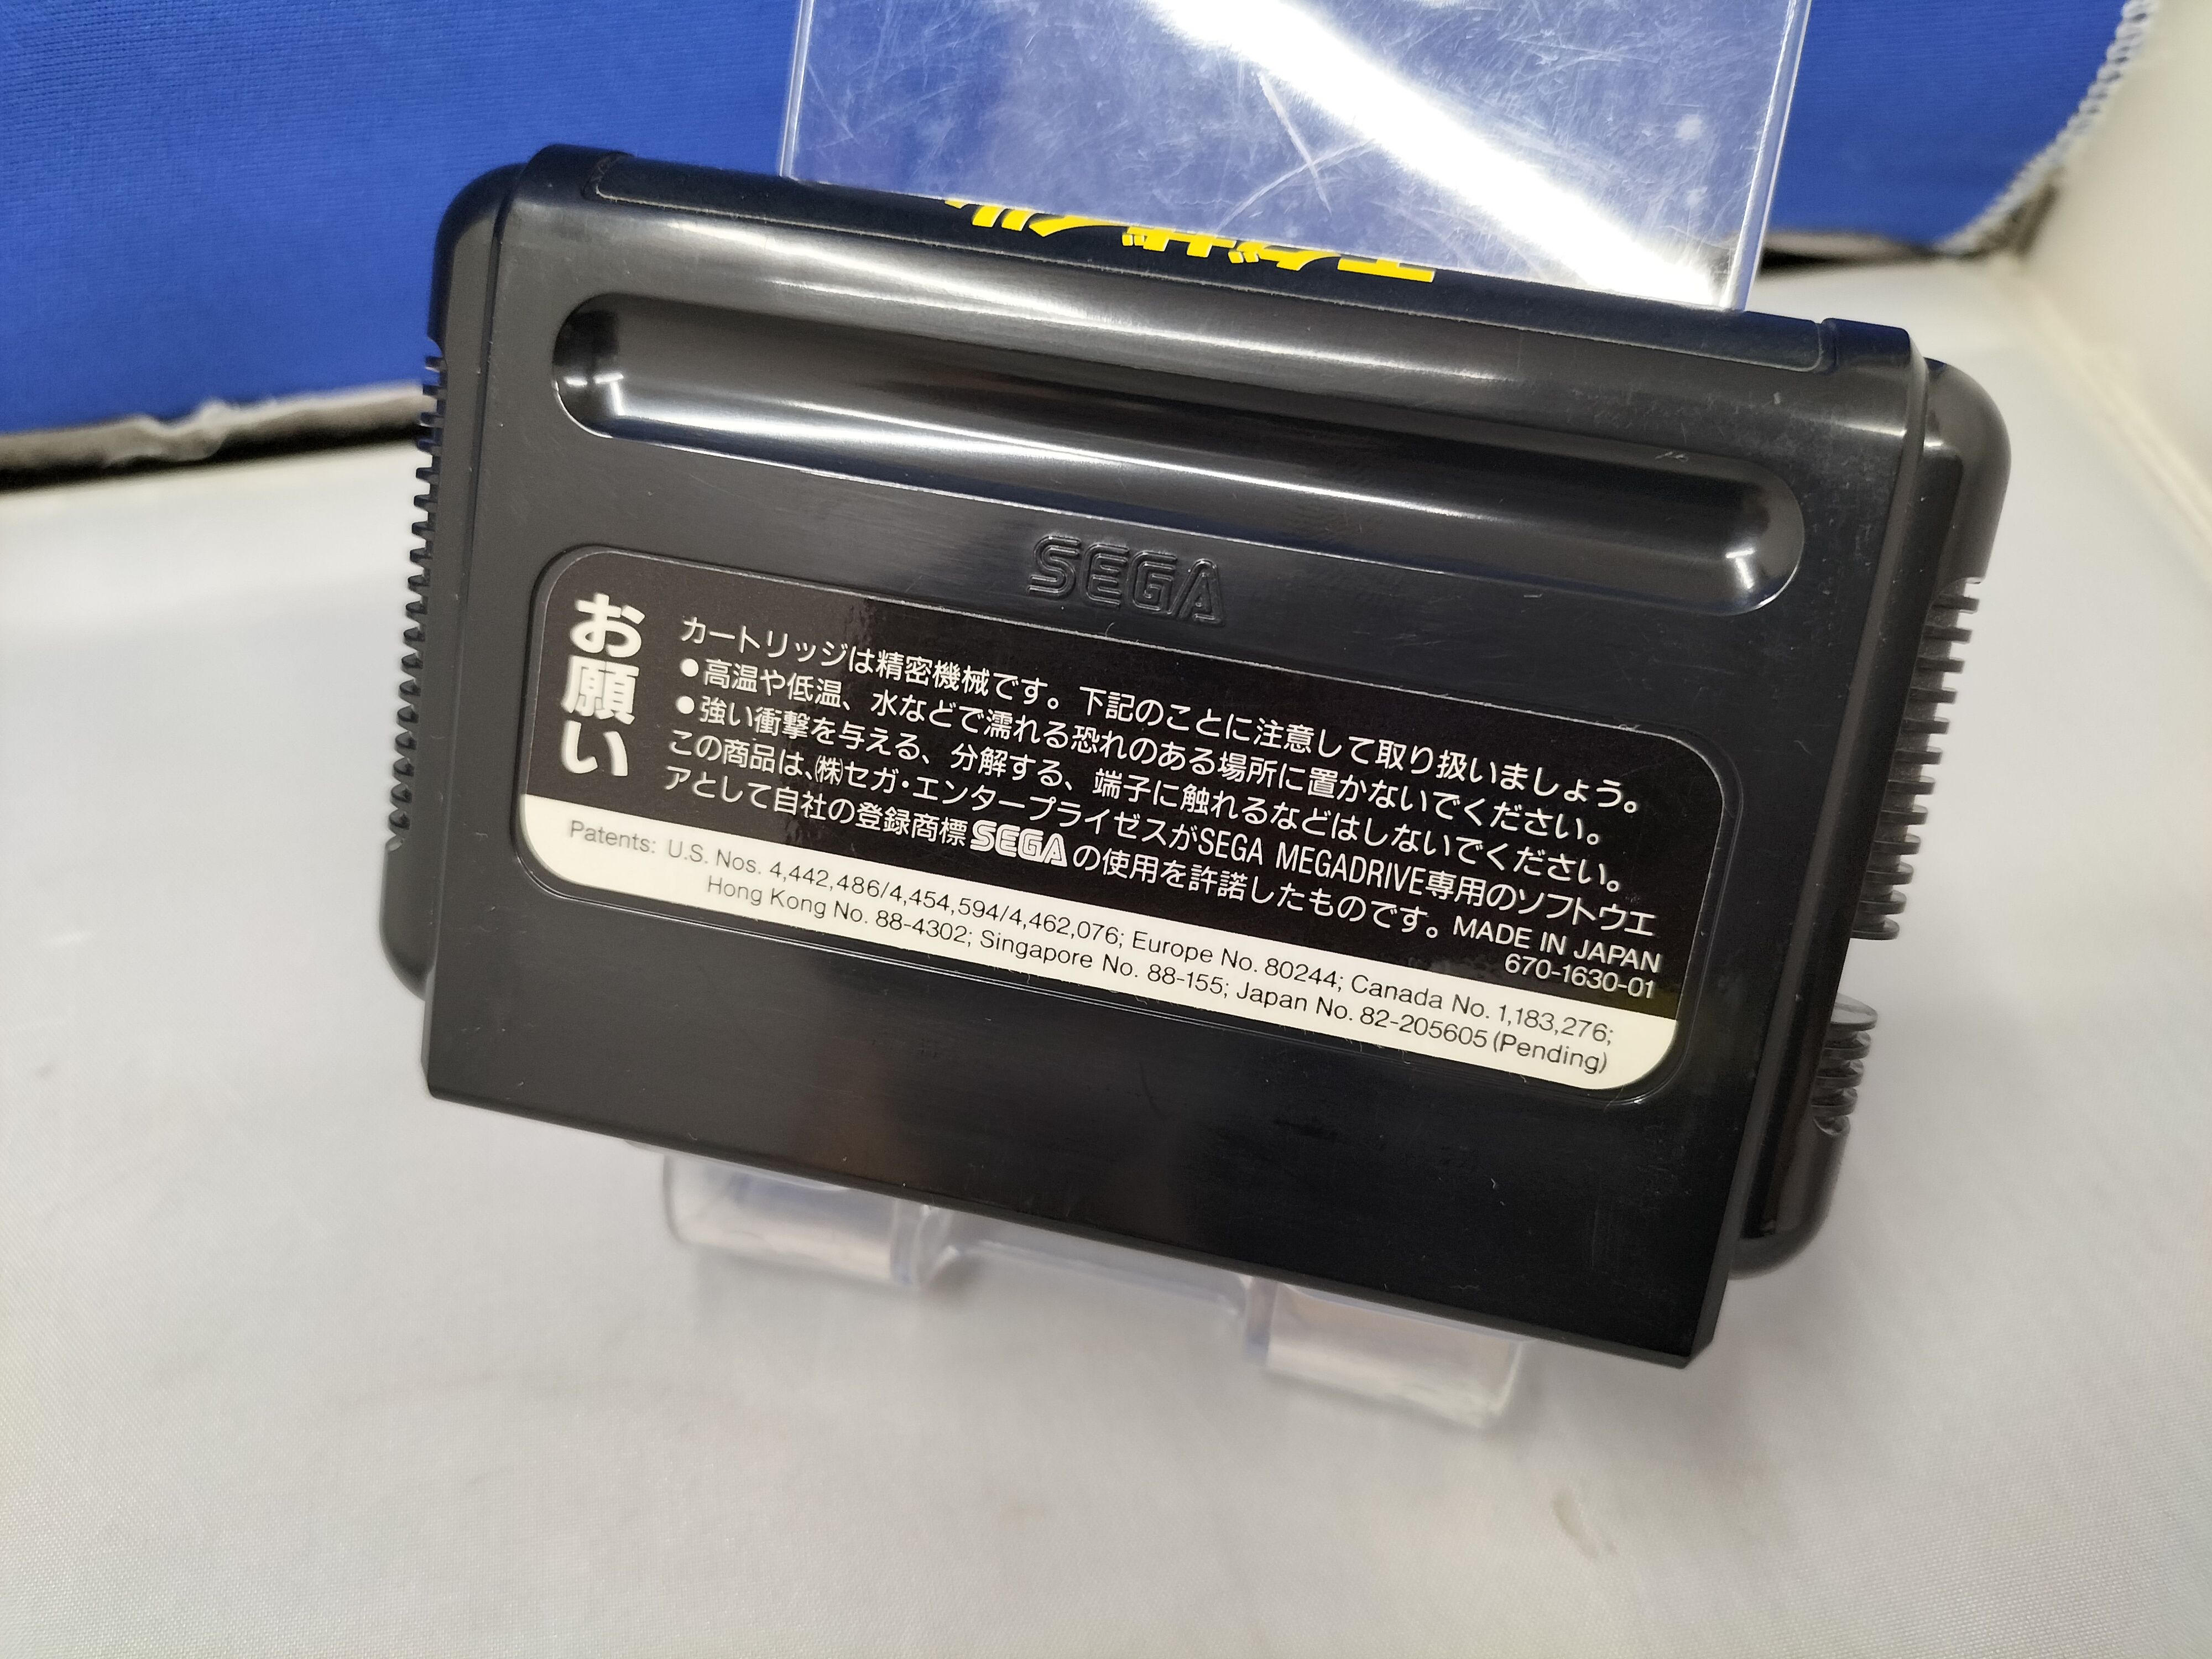 エグザイル
SEGA
お願い
カートリッジは精密機械です。下記のことに注意して取り扱いましょう。
●高温や低温、水などで濡れる恐れのある場所に置かないでください。
●強い衝撃を与える、分解する、端子に触れるなどはしないでください。
この商品は、㈱セガ・エンタープライゼスがSEGA MEGADRIVE専用のソフトウエ
アとして自社の登録商標SEGAの使用を許諾したものです。MADE IN JAPAN
670-1630-01
Patents: U.S. Nos. 4,442,486/4,454,594/4,462,076; Europe No. 80244; Canada No. 1,183,276;
Hong Kong No. 88-4302; Singapore No. 88-155; Japan No. 82-205605 (Pending)